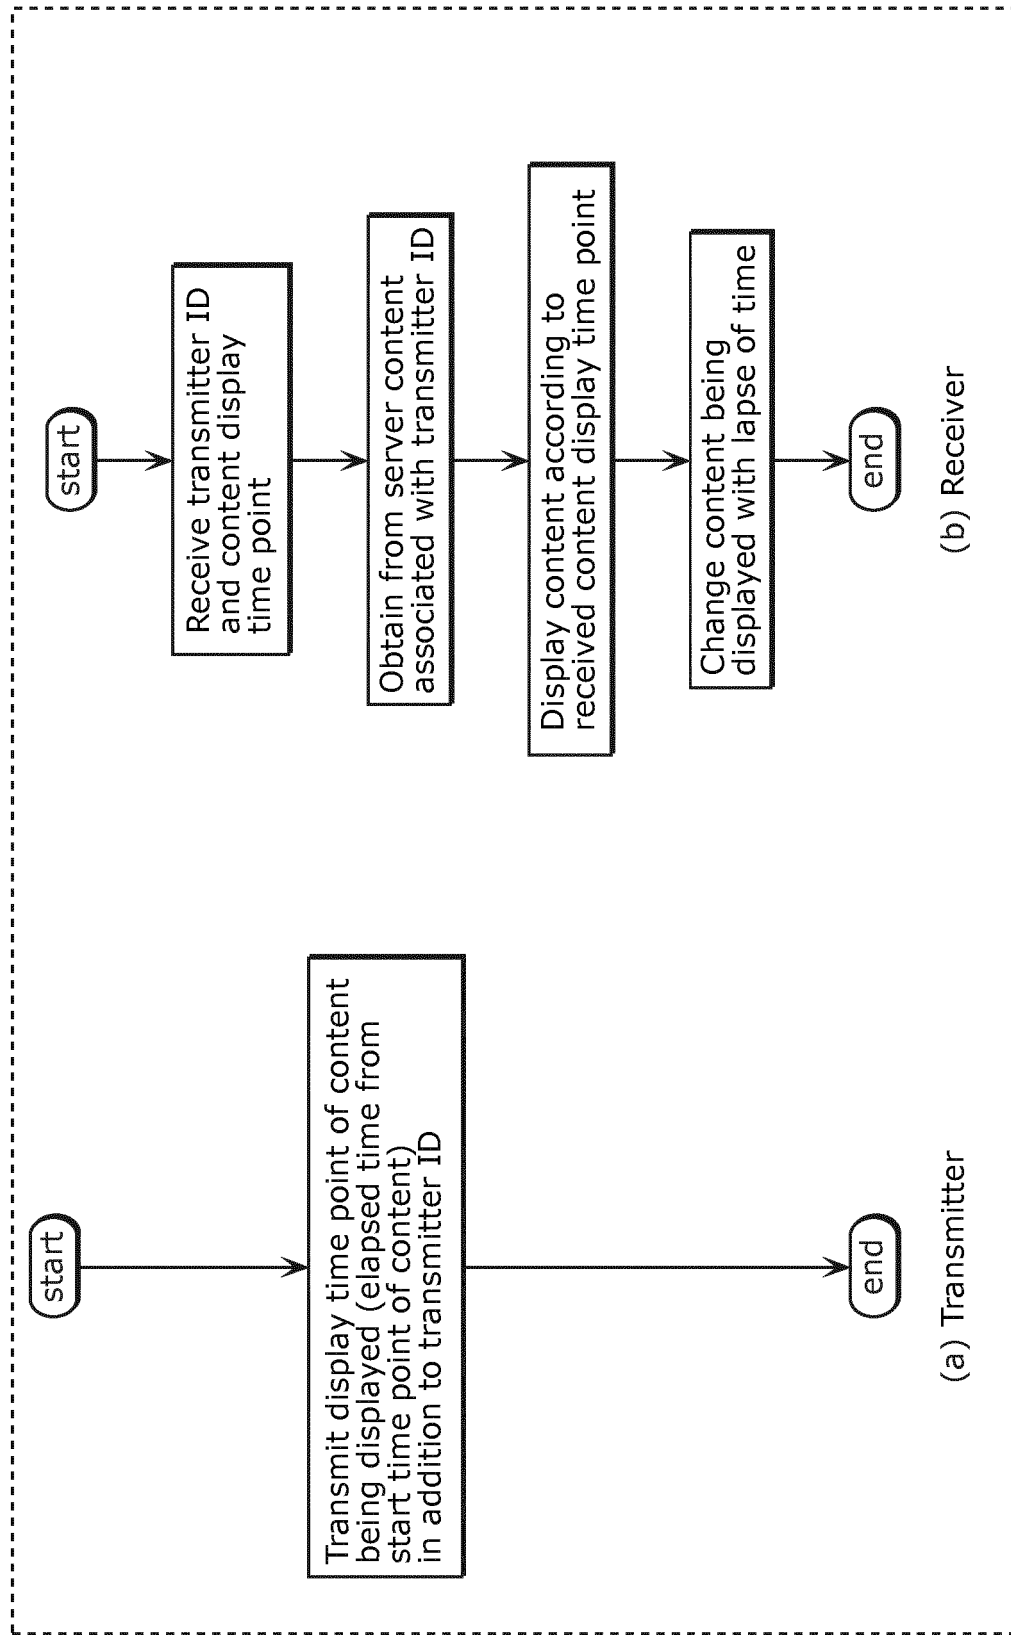 start
Transmit display time point of content
being displayed (elapsed time from
start time point of content)
in addition to transmitter ID
end
(a) Transmitter
start
Receive transmitter ID
and content display
time point
Obtain from server content
associated with transmitter ID
Display content according to
received content display time point
Change content being
displayed with lapse of time
end
(b) Receiver